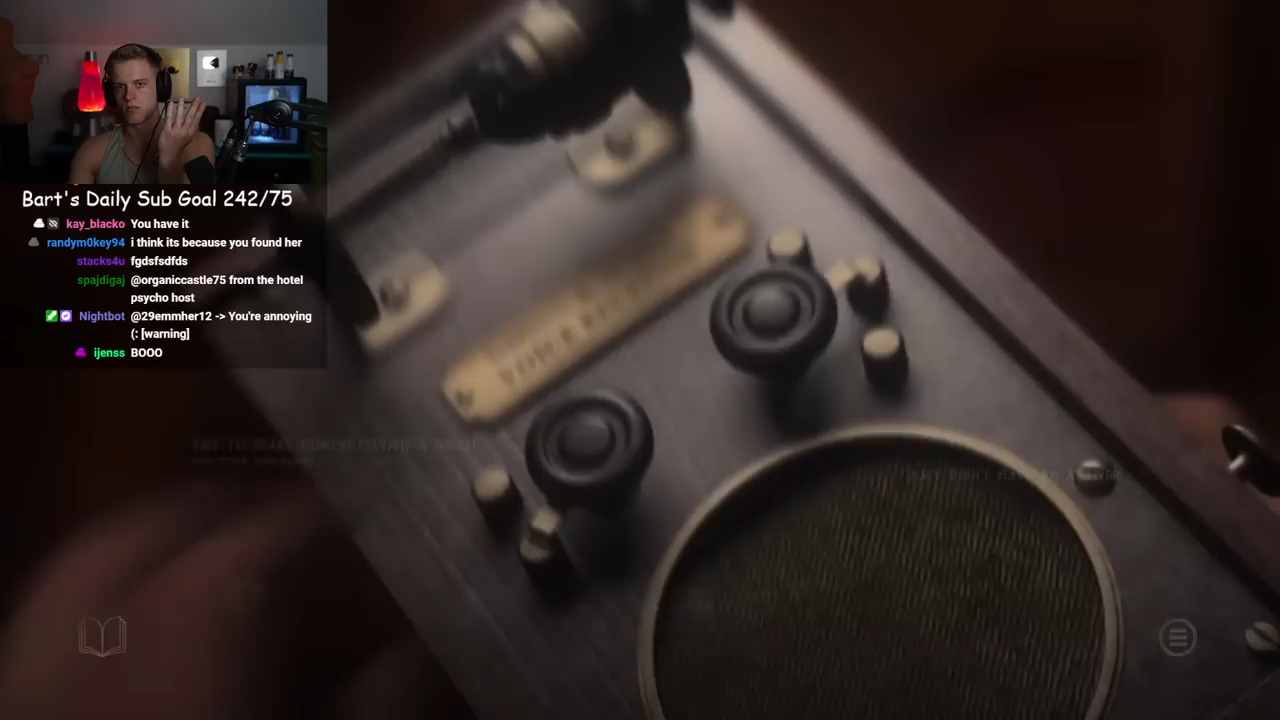 Bart's Daily Sub Goal 242/75
kay_blacko You have it
randym0key94 i think its because you found her
stacks4u fgdsfsdfds
spajdigaj @organiccastle75 from the hotel
psycho host
Nightbot @29emmher12 -> You're annoying
(: [warning]
ijenss BOOO